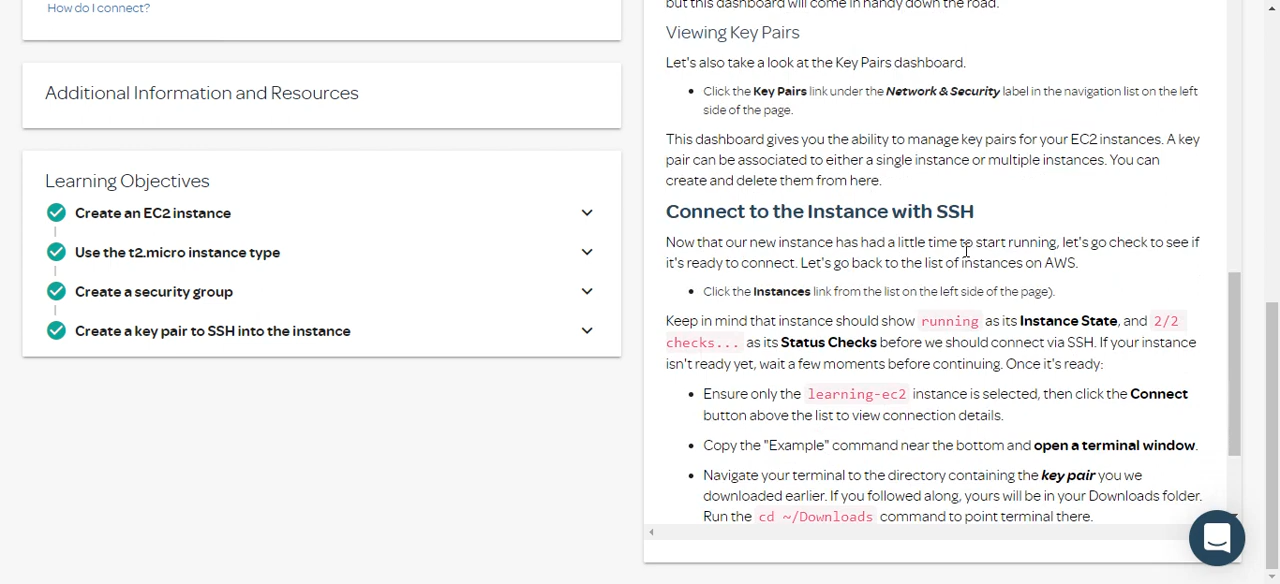 How do I connect?
Additional Information and Resources
Learning Objectives
Create an EC2 instance
Use the t2.micro instance type
Create a security group
Create a key pair to SSH into the instance
but this dashboard will come in handy down the road.
Viewing Key Pairs
Let's also take a look at the Key Pairs dashboard.
• Click the Key Pairs link under the Network & Security label in the navigation list on the left
side of the page.
This dashboard gives you the ability to manage key pairs for your EC2 instances. A key
pair can be associated to either a single instance or multiple instances. You can
create and delete them from here.
Connect to the Instance with SSH
Now that our new instance has had a little time to start running, let's go check to see if
it's ready to connect. Let's go back to the list of instances on AWS.
• Click the Instances link from the list on the left side of the page).
Keep in mind that instance should show running as its Instance State, and 2/2
checks... as its Status Checks before we should connect via SSH. If your instance
isn't ready yet, wait a few moments before continuing. Once it's ready:
• Ensure only the learning-ec2 instance is selected, then click the Connect
button above the list to view connection details.
• Copy the "Example" command near the bottom and open a terminal window.
• Navigate your terminal to the directory containing the key pair you we
downloaded earlier. If you followed along, yours will be in your Downloads folder.
Run the cd ~/Downloads command to point terminal there.